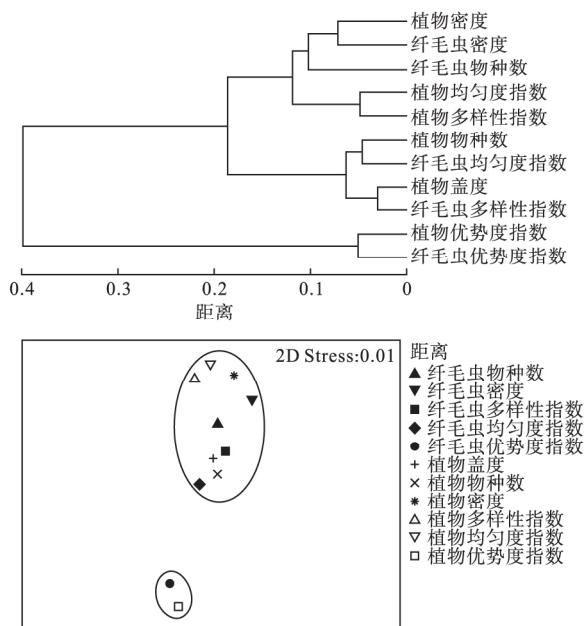 植物密度
纤毛虫密度
纤毛虫物种数
植物均匀度指数
植物多样性指数
植物物种数
纤毛虫均匀度指数
植物盖度
纤毛虫多样性指数
植物优势度指数
纤毛虫优势度指数
0.4 0.3 0.2 0.1 0
距离
2D Stress:0.01
距离
纤毛虫物种数
纤毛虫密度
纤毛虫多样性指数
纤毛虫均匀度指数
纤毛虫优势度指数
植物盖度
植物物种数
植物密度
植物多样性指数
植物均匀度指数
植物优势度指数